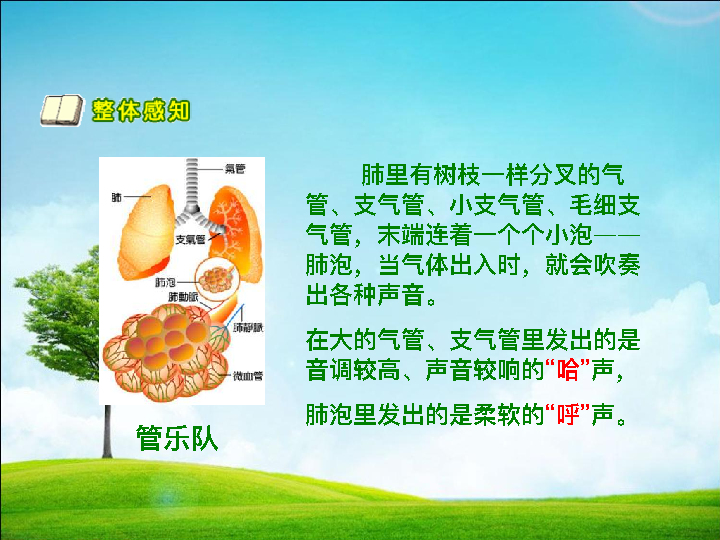 整体感知
氣管
肺
支氣管
肺泡
肺動脈
肺靜脈
微血管
管乐队
肺里有树枝一样分叉的气
管、支气管、小支气管、毛细支
气管，末端连着一个个小泡——
肺泡，当气体出入时，就会吹奏
出各种声音。
在大的气管、支气管里发出的是
音调较高、声音较响的“哈”声，
肺泡里发出的是柔软的“呼”声。